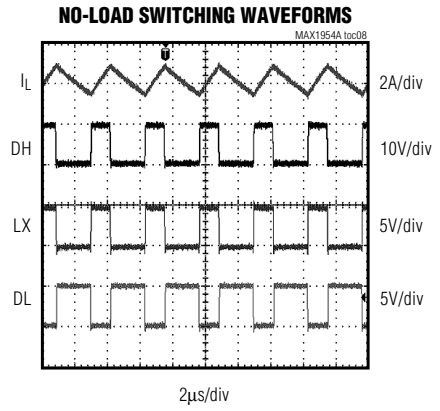 NO-LOAD SWITCHING WAVEFORMS
MAX1954A toc08
T
IL 2A/div
DH 10V/div
LX 5V/div
DL 5V/div
2µs/div